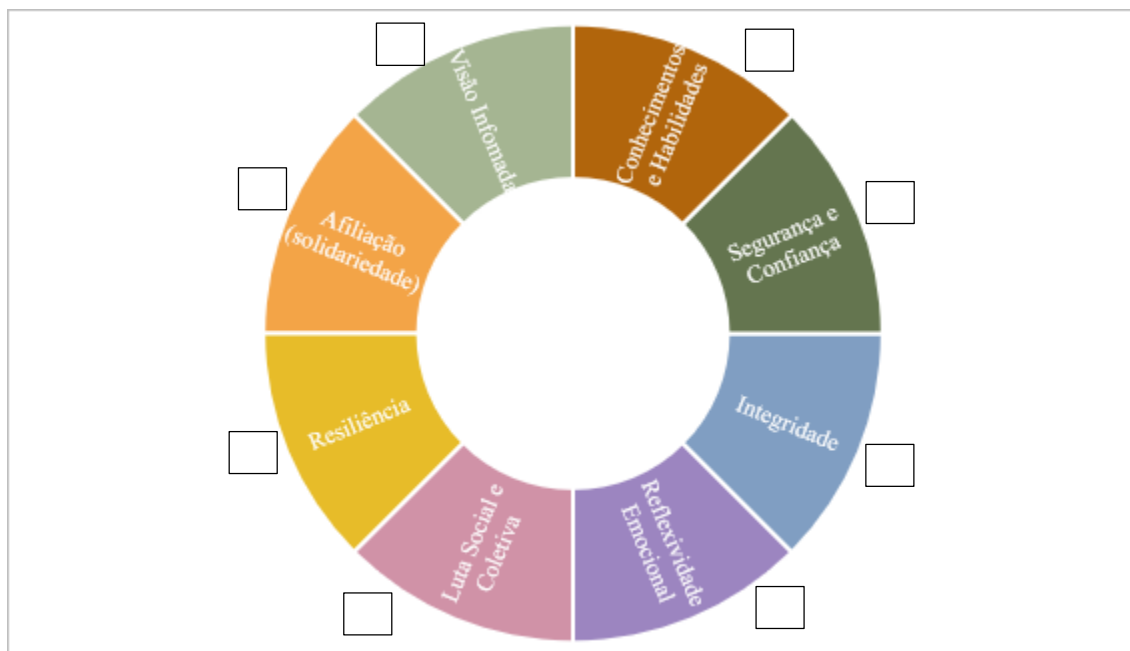 Visão Infomada
Conhecimentos
e Habilidades
Afiliação
(solidariedade)
Segurança e
Confiança
Resiliência
Integridade
Luta Social e
Coletiva
Reflexividade
Emocional